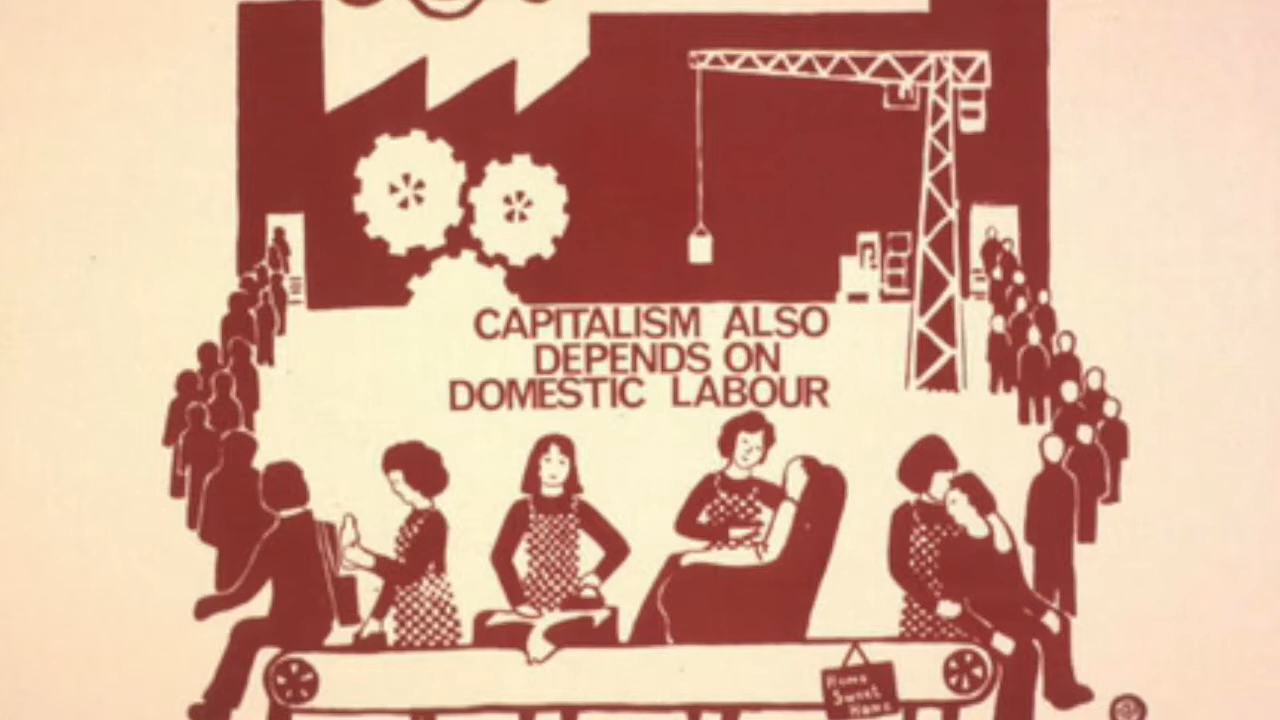 CAPITALISM ALSO
DEPENDS ON
DOMESTIC LABOUR
Home
Sweet
Home